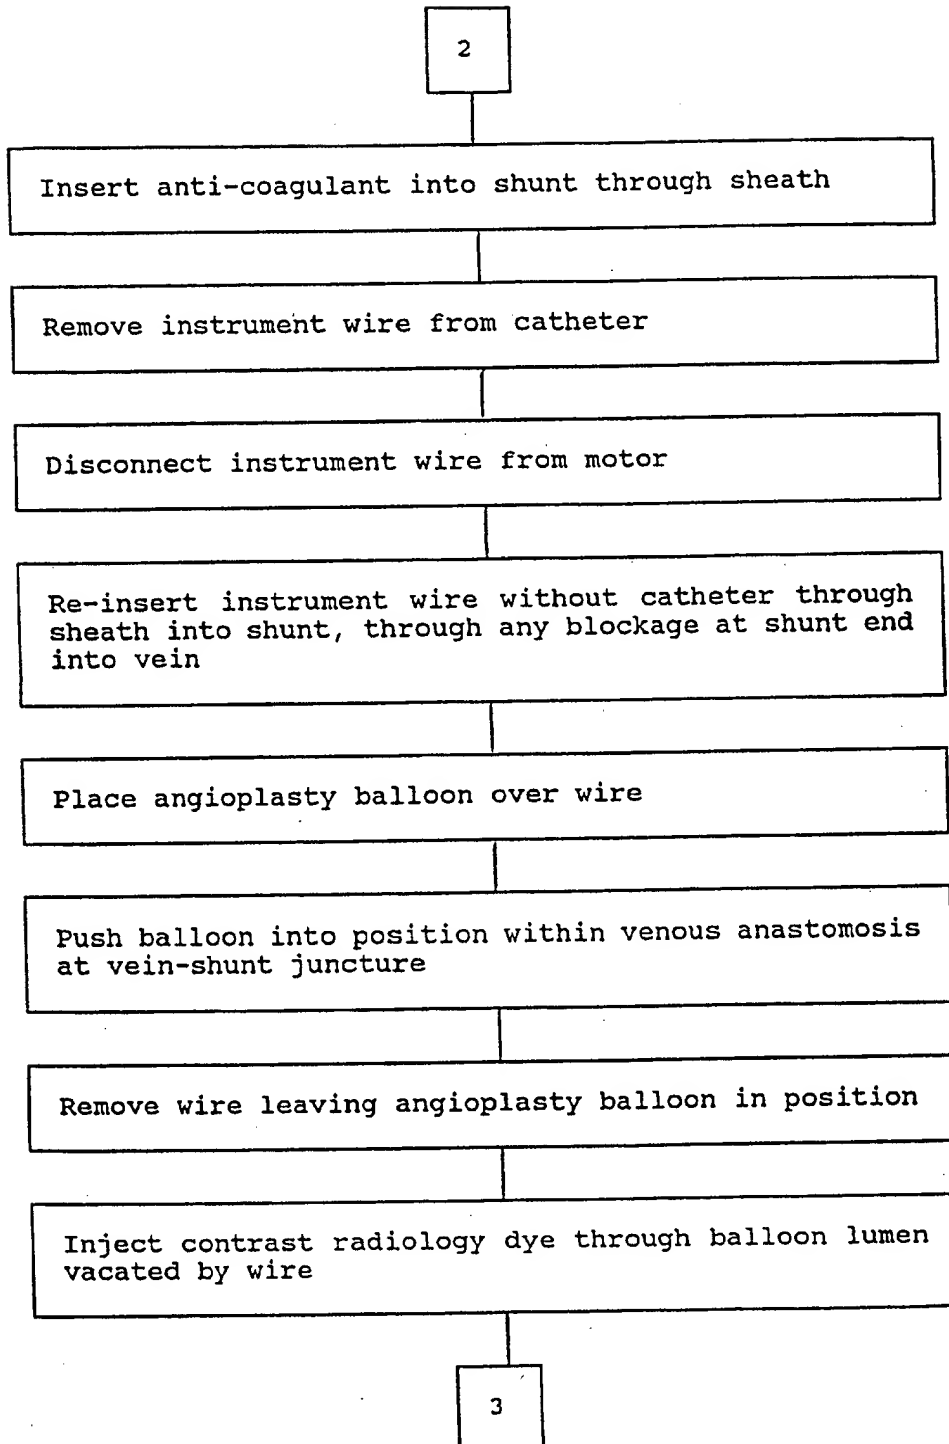 2
Insert anti-coagulant into shunt through sheath
Remove instrument wire from catheter
Disconnect instrument wire from motor
Re-insert instrument wire without catheter through
sheath into shunt, through any blockage at shunt end
into vein
Place angioplasty balloon over wire
Push balloon into position within venous anastomosis
at vein-shunt juncture
Remove wire leaving angioplasty balloon in position
Inject contrast radiology dye through balloon lumen
vacated by wire
3